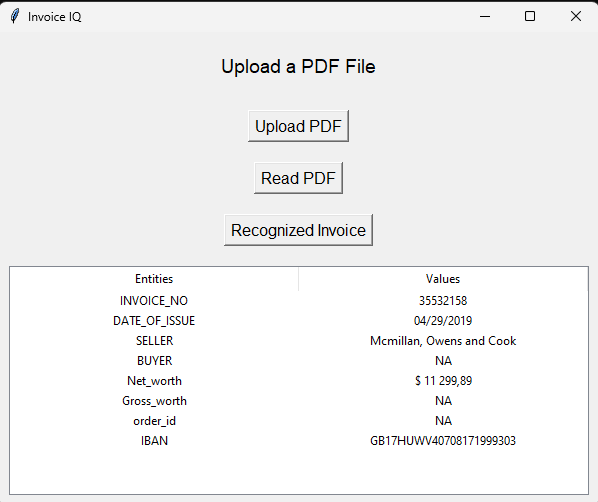 Invoice IQ
Upload a PDF File
Upload PDF
Read PDF
Recognized Invoice
Entities Values
INVOICE_NO 35532158
DATE_OF_ISSUE 04/29/2019
SELLER Mcmillan, Owens and Cook
BUYER NA
Net_worth $ 11 299,89
Gross_worth NA
order_id NA
IBAN GB17HUWV40708171999303